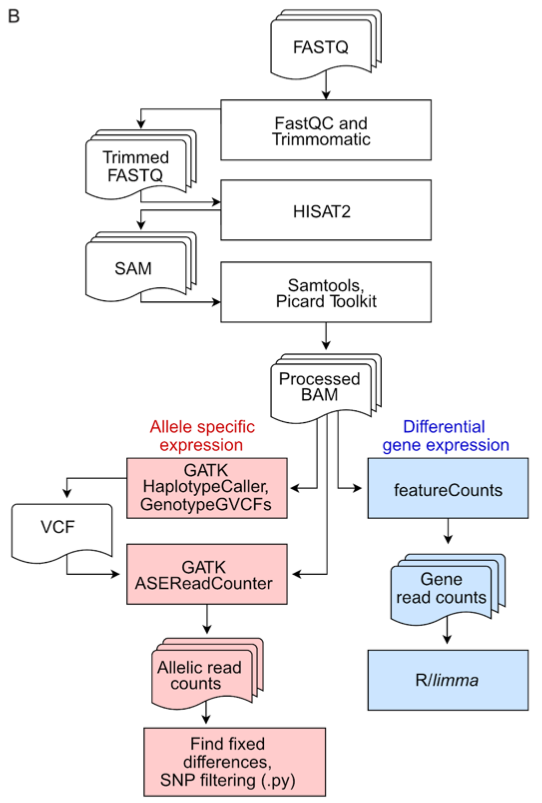 B
FASTQ
FastQC and
Trimmomatic
Trimmed
FASTQ
HISAT2
SAM
Samtools,
Picard Toolkit
Processed
BAM
Allele specific
expression
Differential
gene expression
GATK
HaplotypeCaller,
GenotypeGVCFs
featureCounts
VCF
GATK
ASEReadCounter
Gene
read counts
Allelic read
counts
R/limma
Find fixed
differences,
SNP filtering (.py)